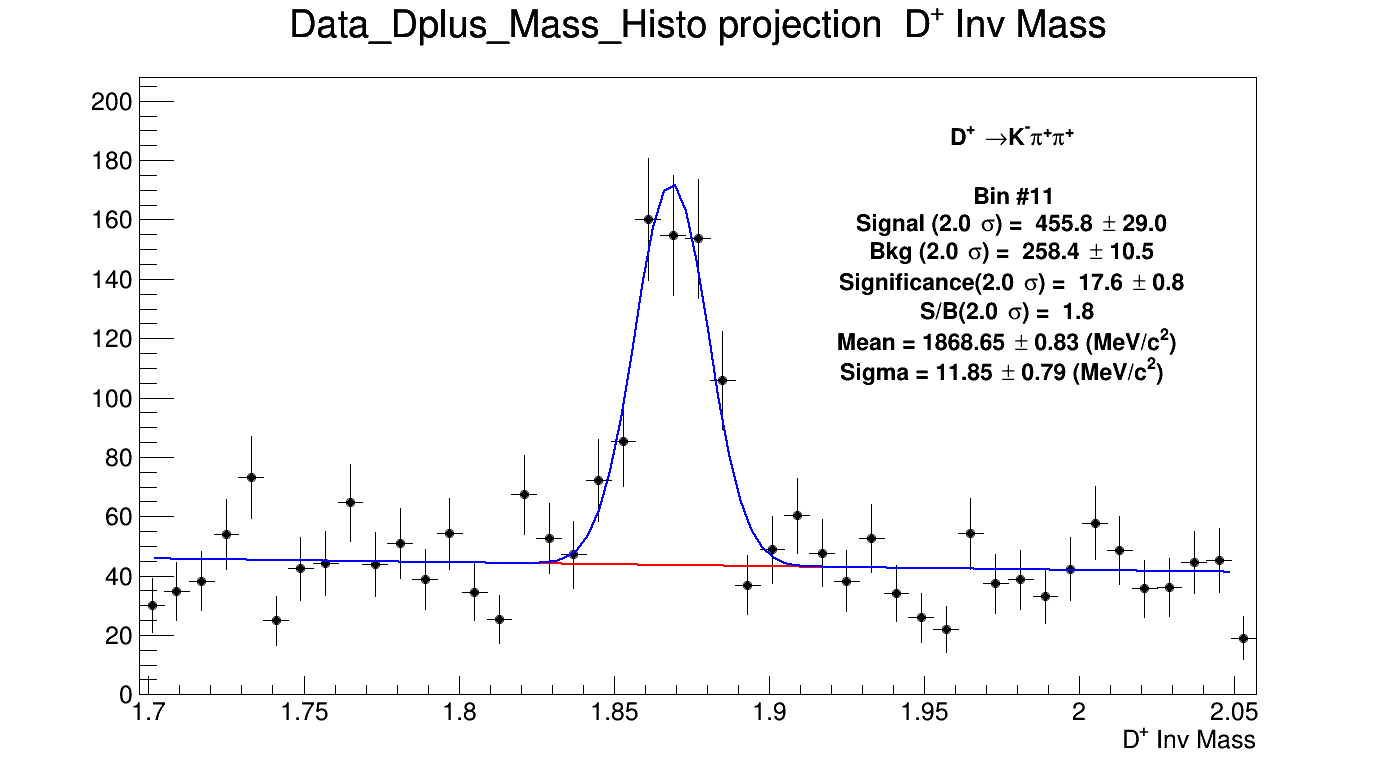 Data_Dplus_Mass_Histo projection D⁺ Inv Mass
D⁺ →K⁻π⁺π⁺
Bin #11
Signal (2.0 σ) = 455.8 ± 29.0
Bkg (2.0 σ) = 258.4 ± 10.5
Significance(2.0 σ) = 17.6 ± 0.8
S/B(2.0 σ) = 1.8
Mean = 1868.65 ± 0.83 (MeV/c²)
Sigma = 11.85 ± 0.79 (MeV/c²)
200
180
160
140
120
100
80
60
40
20
0
1.7 1.75 1.8 1.85 1.9 1.95 2 2.05
D⁺ Inv Mass